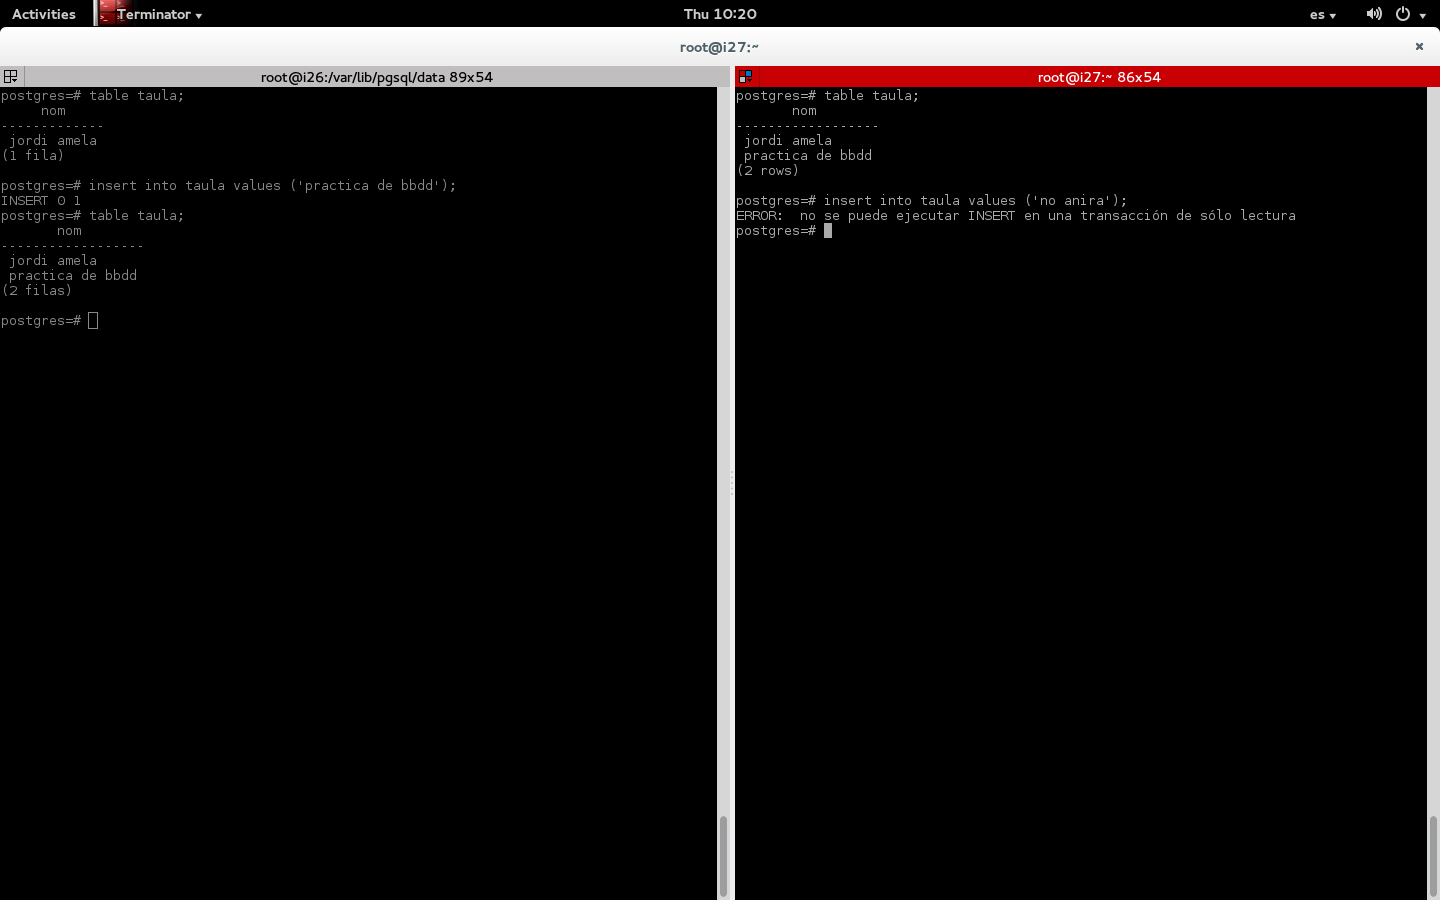 Activities Terminator Thu 10:20 es
root@i27:~
root@i26:/var/lib/pgsql/data 89x54
postgres=# table taula;
nom
-------------
jordi amela
(1 fila)
postgres=# insert into taula values ('practica de bbdd');
INSERT 0 1
postgres=# table taula;
nom
------------------
jordi amela
practica de bbdd
(2 filas)
postgres=#
root@i27:~ 86x54
postgres=# table taula;
nom
------------------
jordi amela
practica de bbdd
(2 rows)
postgres=# insert into taula values ('no anira');
ERROR:  no se puede ejecutar INSERT en una transacción de sólo lectura
postgres=#